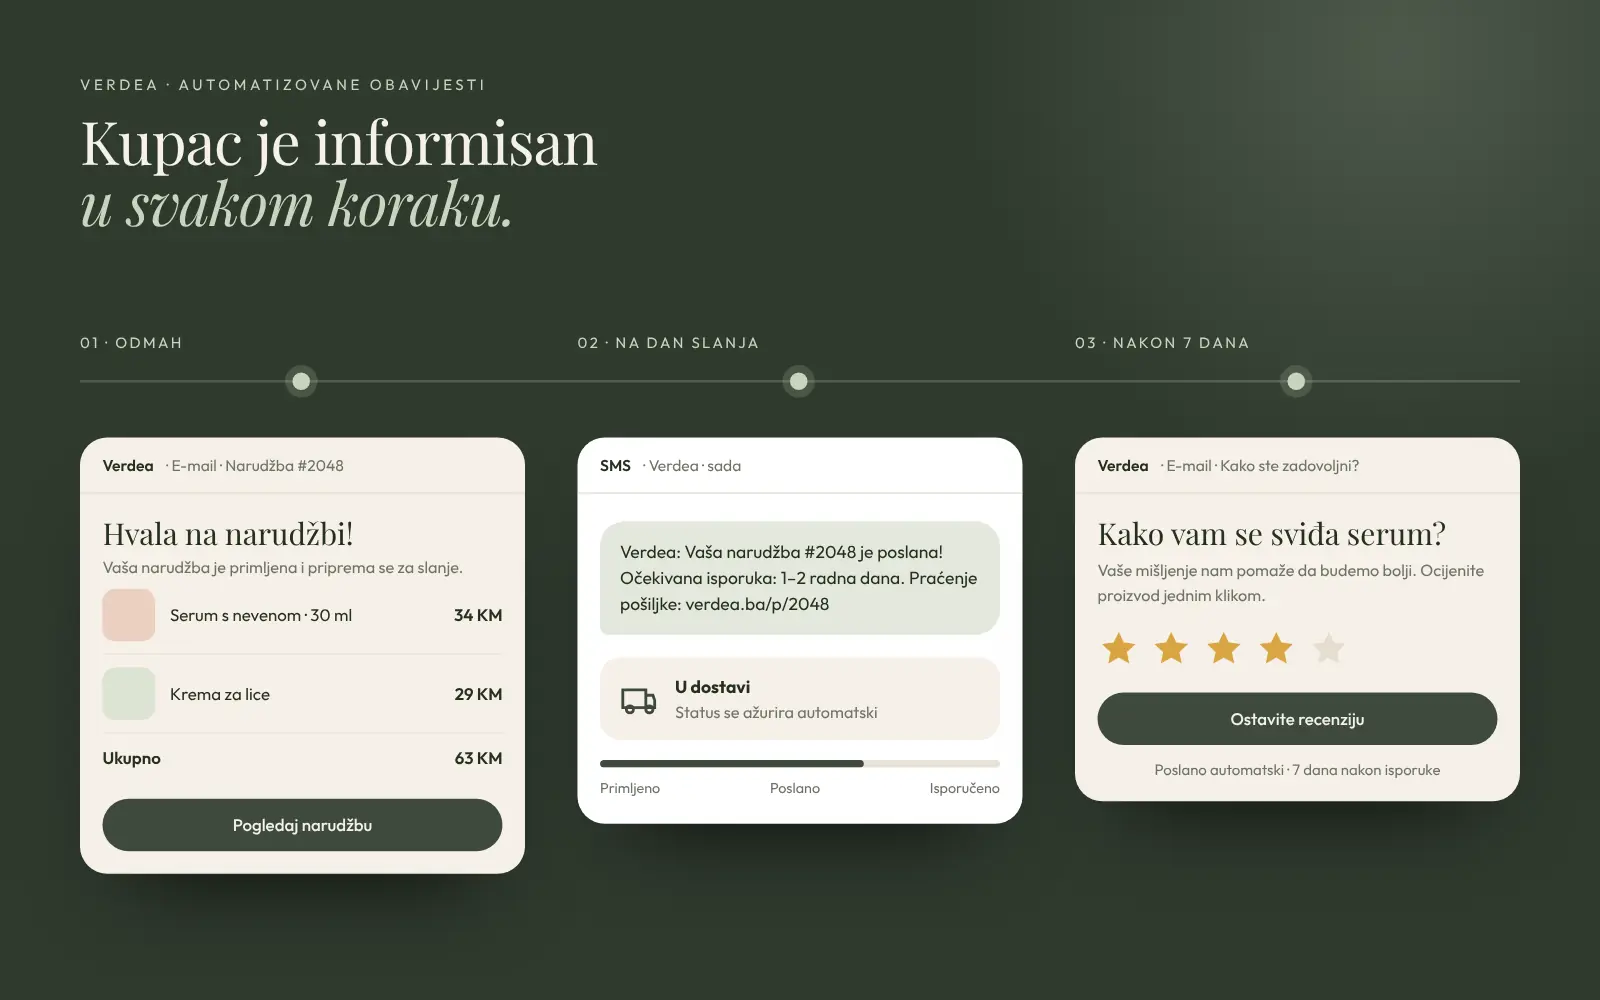 VERDEA · AUTOMATIZOVANE OBAVIJESTI
Kupac je informisan
u svakom koraku.
01 · ODMAH
02 · NA DAN SLANJA
03 · NAKON 7 DANA
Verdea · E-mail · Narudžba #2048
Hvala na narudžbi!
Vaša narudžba je primljena i priprema se za slanje.
Serum s nevenom · 30 ml 34 KM
Krema za lice 29 KM
Ukupno 63 KM
Pogledaj narudžbu
SMS · Verdea · sada
Verdea: Vaša narudžba #2048 je poslana!
Očekivana isporuka: 1–2 radna dana. Praćenje
pošiljke: verdea.ba/p/2048
U dostavi
Status se ažurira automatski
Primljeno Poslano Isporučeno
Verdea · E-mail · Kako ste zadovoljni?
Kako vam se sviđa serum?
Vaše mišljenje nam pomaže da budemo bolji. Ocijenite
proizvod jednim klikom.
Ostavite recenziju
Poslano automatski · 7 dana nakon isporuke